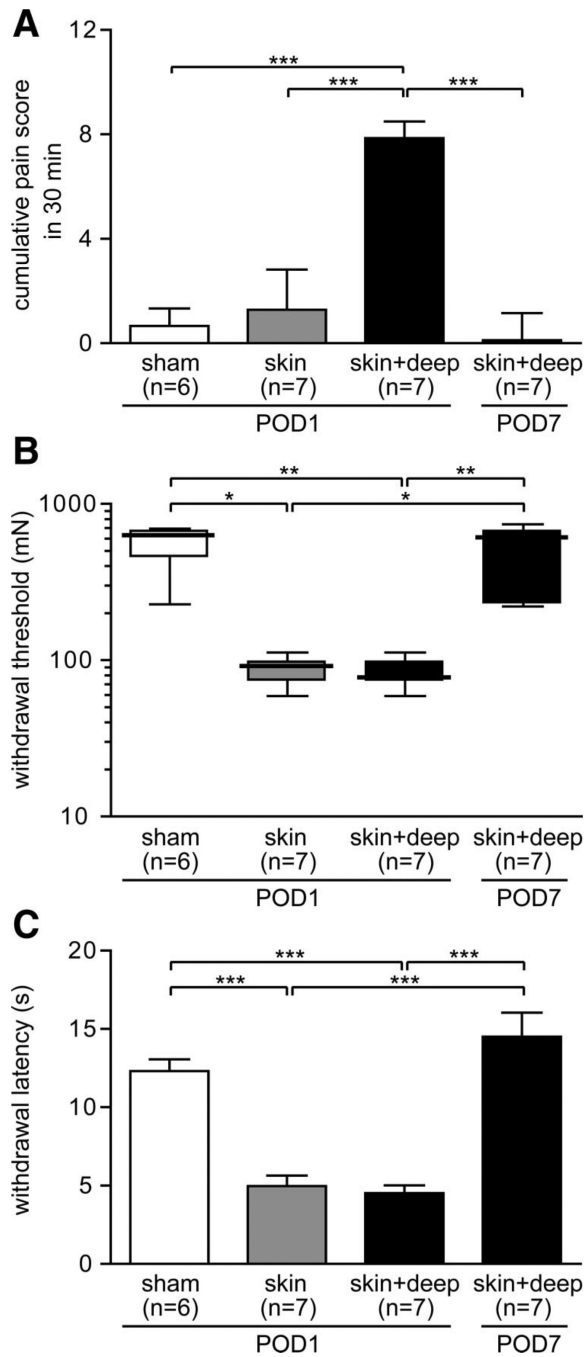 A
cumulative pain score
in 30 min
12
8
4
0
***
*** ***
sham skin skin+deep skin+deep
(n=6) (n=7) (n=7) (n=7)
POD1 POD7
B
withdrawal threshold (mN)
1000
100
10
** **
* *
sham skin skin+deep skin+deep
(n=6) (n=7) (n=7) (n=7)
POD1 POD7
C
withdrawal latency (s)
20
15
10
5
0
*** ***
*** ***
sham skin skin+deep skin+deep
(n=6) (n=7) (n=7) (n=7)
POD1 POD7